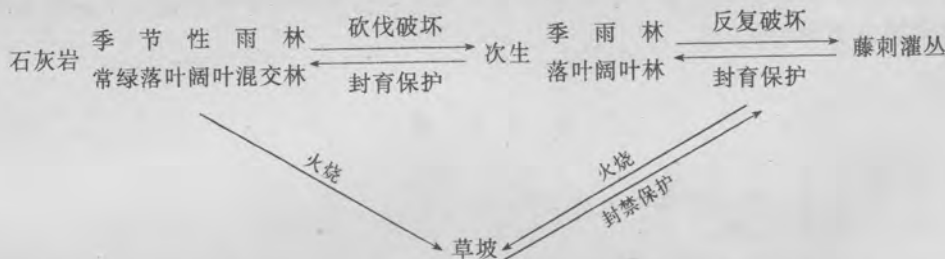 季节性雨林
石灰岩
常绿落叶阔叶混交林
砍伐破坏
封育保护
季雨林
次生
落叶阔叶林
反复破坏
封育保护
藤刺灌丛
火烧
火烧
封禁保护
草坡